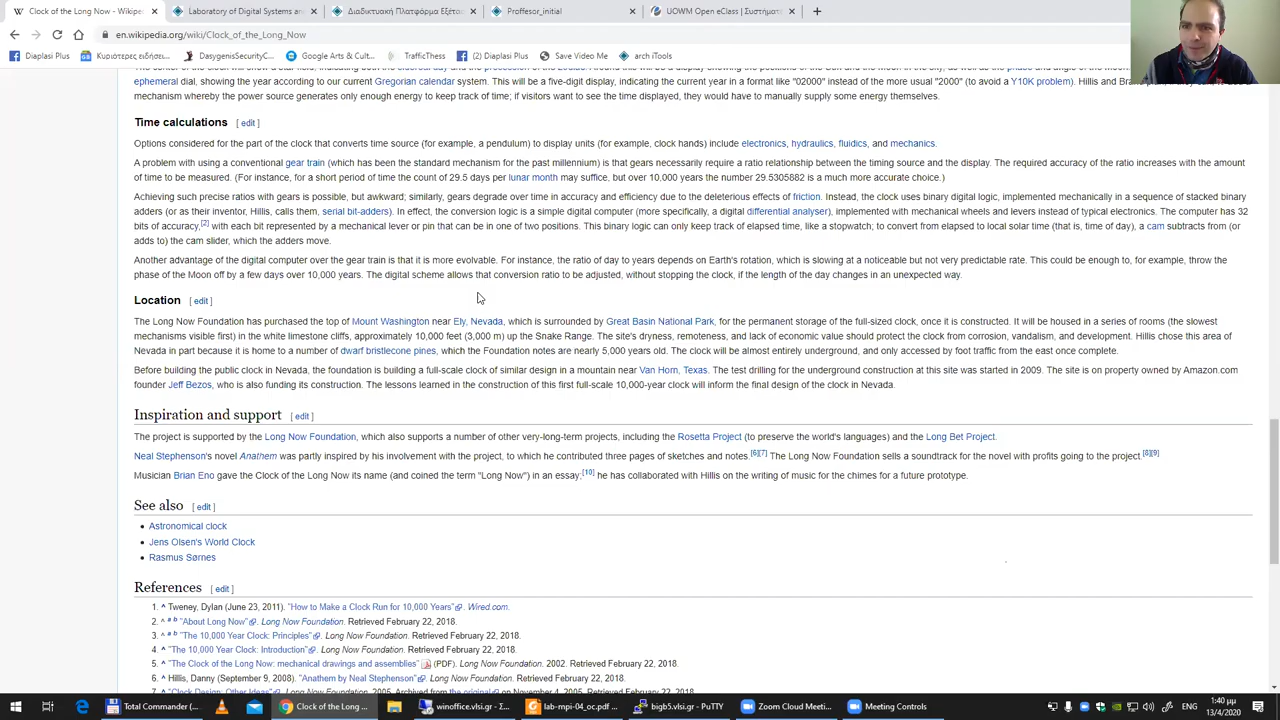 Clock of the Long Now - Wikiped
Laboratory of Digital Systems an
Διαδικτυακή Πλατφόρμα Εξέτα
Proffesor_initial
UOWM Open eClass | Συστήματ
en.wikipedia.org/wiki/Clock_of_the_Long_Now
Diaplasi Plus
Κυριότερες ειδήσει...
DasygenisSecurity -...
Google Arts & Cult...
TrafficThess
(2) Diaplasi Plus
Save Video
arch iTools
ephemeral dial, showing the year according to our current Gregorian calendar system. This will be a five-digit display, indicating the current year in a format like "02000" instead of the more usual "2000" (to avoid a Y10K problem). Hillis and
mechanism whereby the power source generates only enough energy to keep track of time; if visitors want to see the time displayed, they would have to manually supply some energy themselves.
Time calculations [ edit ]
Options considered for the part of the clock that converts time source (for example, a pendulum) to display units (for example, clock hands) include electronics, hydraulics, fluidics, and mechanics.
A problem with using a conventional gear train (which has been the standard mechanism for the past millennium) is that gears necessarily require a ratio relationship between the timing source and the display. The required accuracy of the ratio increases with the amount
of time to be measured. (For instance, for a short period of time the count of 29.5 days per lunar month may suffice, but over 10,000 years the number 29.5305882 is a much more accurate choice.)
Achieving such precise ratios with gears is possible, but awkward; similarly, gears degrade over time in accuracy and efficiency due to the deleterious effects of friction. Instead, the clock uses binary digital logic, implemented mechanically in a sequence of stacked binary
adders (or as their inventor, Hillis, calls them, serial bit-adders). In effect, the conversion logic is a simple digital computer (more specifically, a digital differential analyser), implemented with mechanical wheels and levers instead of typical electronics. The computer has 32
bits of accuracy,[2] with each bit represented by a mechanical lever or pin that can be in one of two positions. This binary logic can only keep track of elapsed time, like a stopwatch; to convert from elapsed to local solar time (that is, time of day), a cam subtracts from (or
adds to) the cam slider, which the adders move.
Another advantage of the digital computer over the gear train is that it is more evolvable. For instance, the ratio of day to years depends on Earth's rotation, which is slowing at a noticeable but not very predictable rate. This could be enough to, for example, throw the
phase of the Moon off by a few days over 10,000 years. The digital scheme allows that conversion ratio to be adjusted, without stopping the clock, if the length of the day changes in an unexpected way.
Location [ edit ]
The Long Now Foundation has purchased the top of Mount Washington near Ely, Nevada, which is surrounded by Great Basin National Park, for the permanent storage of the full-sized clock, once it is constructed. It will be housed in a series of rooms (the slowest
mechanisms visible first) in the white limestone cliffs, approximately 10,000 feet (3,000 m) up the Snake Range. The site's dryness, remoteness, and lack of economic value should protect the clock from corrosion, vandalism, and development. Hillis chose this area of
Nevada in part because it is home to a number of dwarf bristlecone pines, which the Foundation notes are nearly 5,000 years old. The clock will be almost entirely underground, and only accessed by foot traffic from the east once complete.
Before building the public clock in Nevada, the foundation is building a full-scale clock of similar design in a mountain near Van Horn, Texas. The test drilling for the underground construction at this site was started in 2009. The site is on property owned by Amazon.com
founder Jeff Bezos, who is also funding its construction. The lessons learned in the construction of this first full-scale 10,000-year clock will inform the final design of the clock in Nevada.
Inspiration and support [ edit ]
The project is supported by the Long Now Foundation, which also supports a number of other very-long-term projects, including the Rosetta Project (to preserve the world's languages) and the Long Bet Project.
Neal Stephenson's novel Anathem was partly inspired by his involvement with the project, to which he contributed three pages of sketches and notes.[6][7] The Long Now Foundation sells a soundtrack for the novel with profits going to the project.[8][9]
Musician Brian Eno gave the Clock of the Long Now its name (and coined the term "Long Now") in an essay;[10] he has collaborated with Hillis on the writing of music for the chimes for a future prototype.
See also [ edit ]
• Astronomical clock
• Jens Olsen's World Clock
• Rasmus Sørnes
References [ edit ]
1. ^ Tweney, Dylan (June 23, 2011). "How to Make a Clock Run for 10,000 Years". Wired.com.
2. ^ a b "About Long Now". Long Now Foundation. Retrieved February 22, 2018.
3. ^ a b "The 10,000 Year Clock: Principles". Long Now Foundation. Retrieved February 22, 2018.
4. ^ "The 10,000 Year Clock: Introduction". Long Now Foundation. Retrieved February 22, 2018.
5. ^ "The Clock of the Long Now: mechanical drawings and assemblies" (PDF). Long Now Foundation. 2002. Retrieved February 22, 2018.
6. ^ Hillis, Danny (September 9, 2008). "Anathem by Neal Stephenson". Long Now Foundation. Retrieved February 22, 2018.
7. ^ "Clock Design: Other Ideas". Long Now Foundation. 2005. Archived from the original on November 4, 2005. Retrieved February 22, 2018.
Total Commander (...
Clock of the Long ...
winoffice.vlsi.gr - Σ...
lab-mpi-04_oc.pdf ...
bigb5.vlsi.gr - PuTTY
Zoom Cloud Meeti...
Meeting Controls
1:40 μμ
13/4/2020